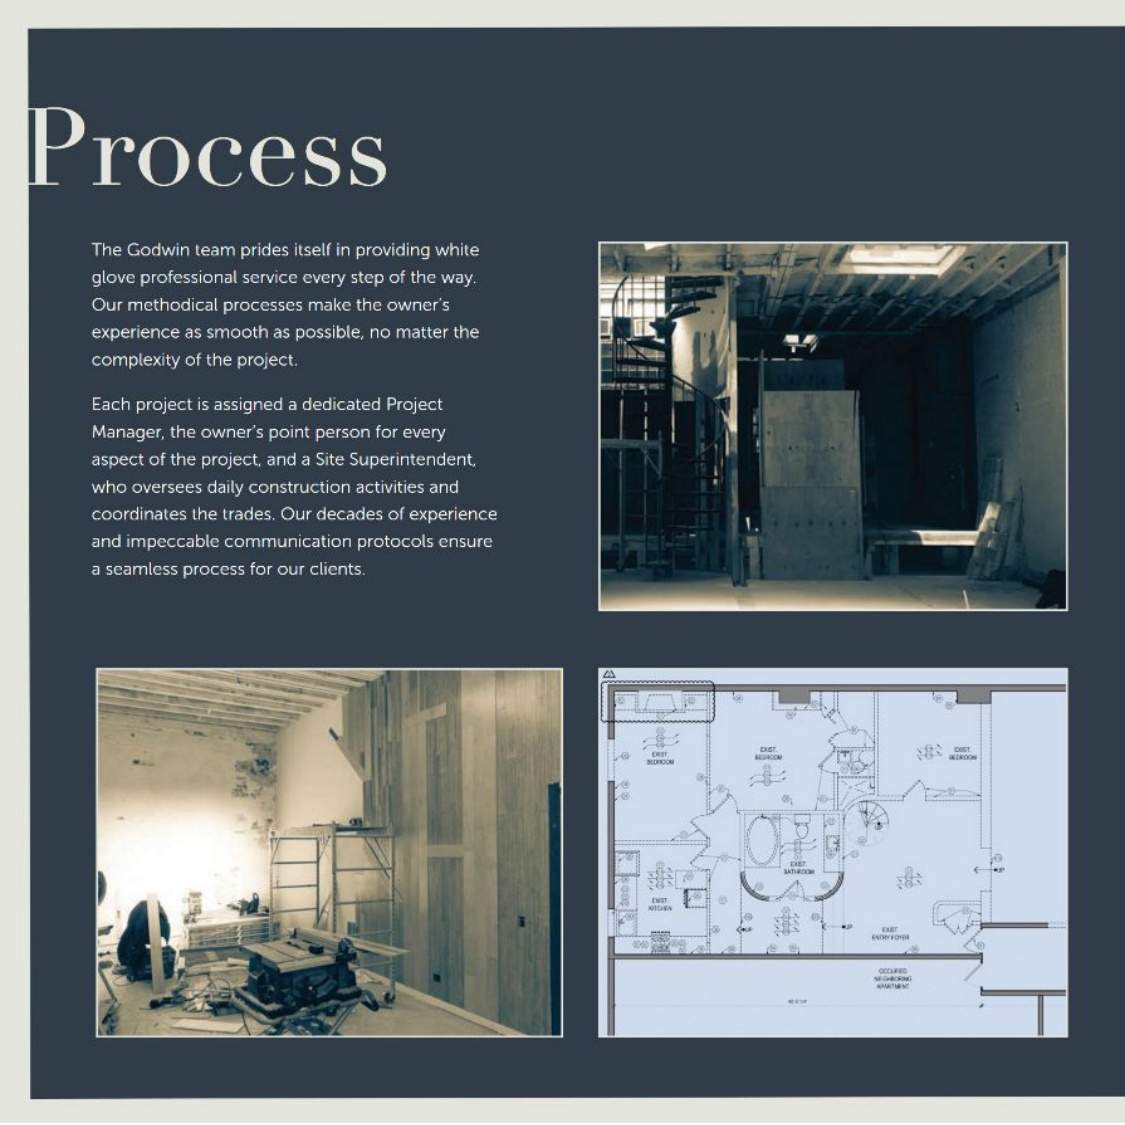 Process
The Godwin team prides itself in providing white
glove professional service every step of the way.
Our methodical processes make the owner's
experience as smooth as possible, no matter the
complexity of the project.
Each project is assigned a dedicated Project
Manager, the owner's point person for every
aspect of the project, and a Site Superintendent,
who oversees daily construction activities and
coordinates the trades. Our decades of experience
and impeccable communication protocols ensure
a seamless process for our clients.
EXIST.
BEDROOM
EXIST.
BEDROOM
EXIST.
BEDROOM
EXIST.
BATHROOM
UP
EXIST.
KITCHEN
UP
UP
EXIST.
ENTRY FOYER
OCCUPIED
NEIGHBORING
APARTMENT